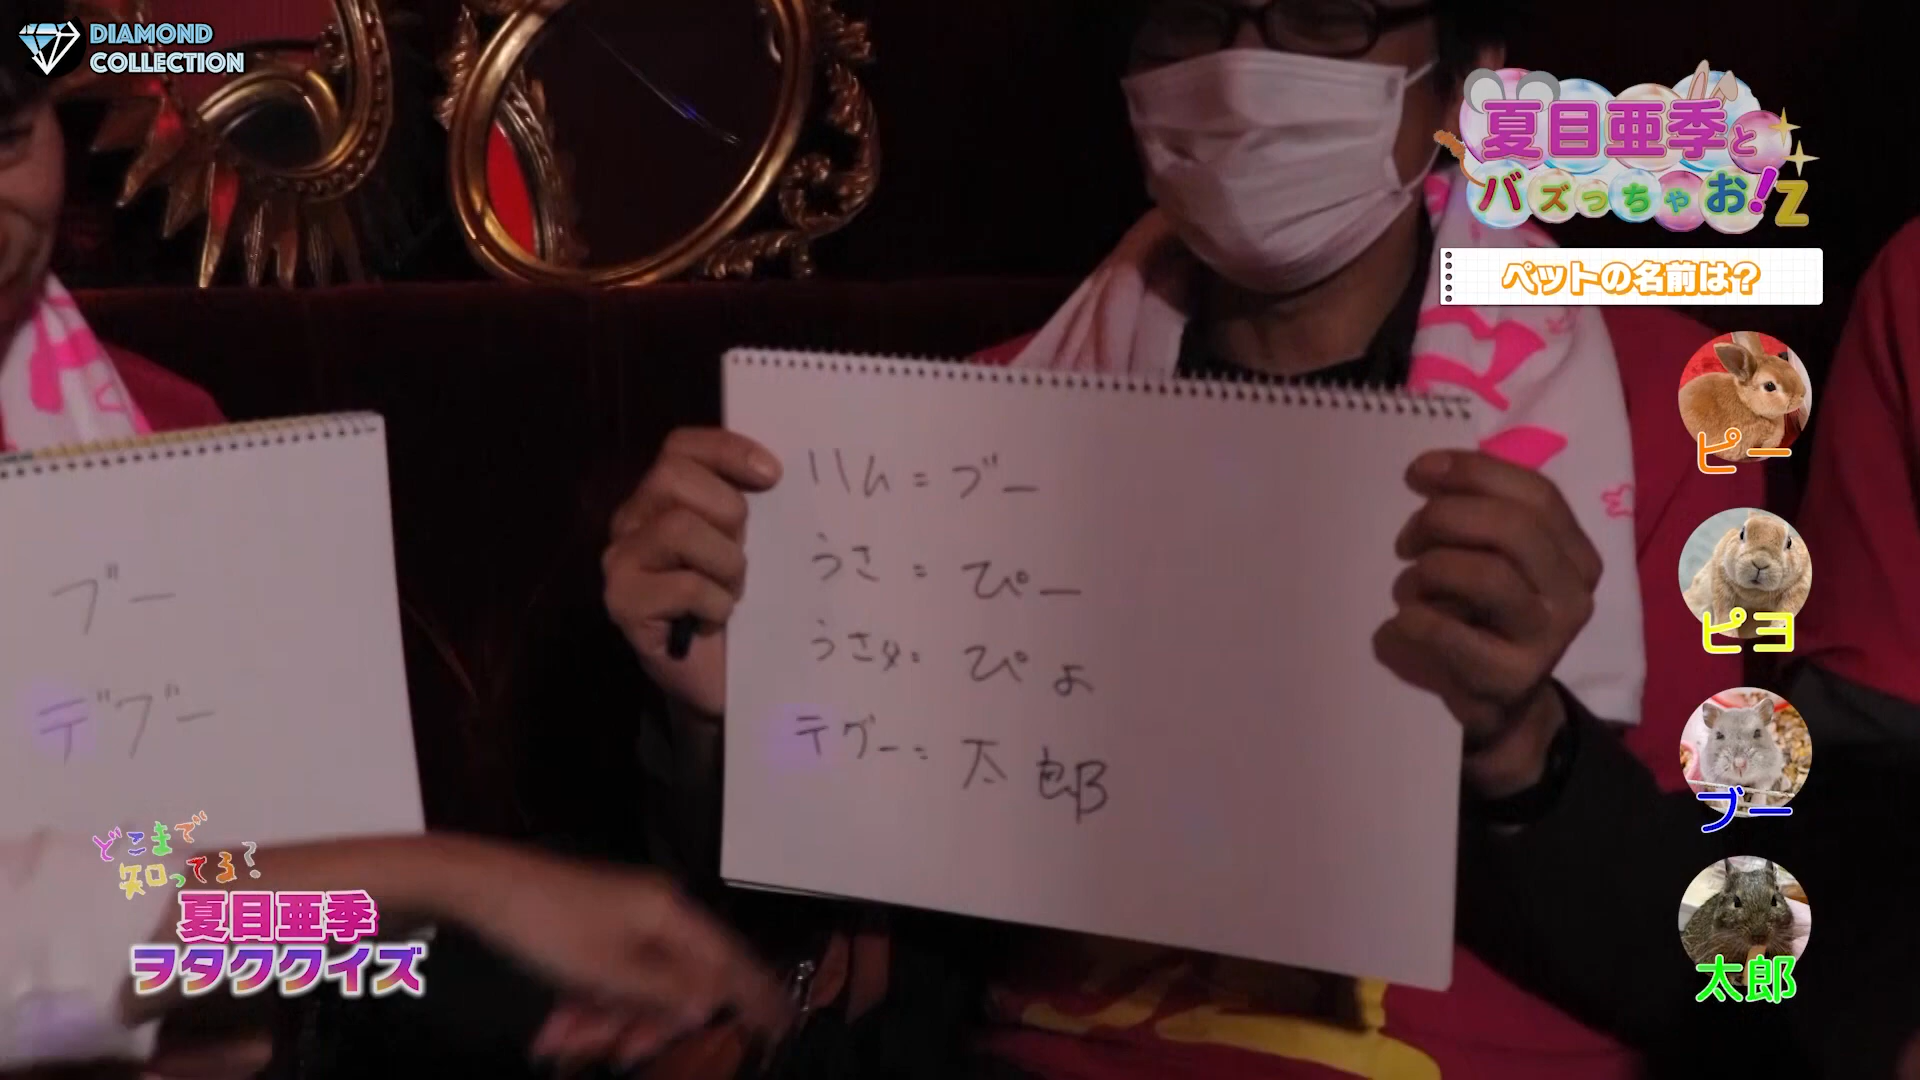 DIAMOND
COLLECTION
夏目亜季と
バズっちゃお!Z
ペットの名前は?
ピー
ピヨ
ブー
太郎
ハム=ブー
うさ=ぴー
うさ女=ぴよ
デグー=太郎
ブー
デブー
どこまで
知ってる?
夏目亜季
ヲタククイズ